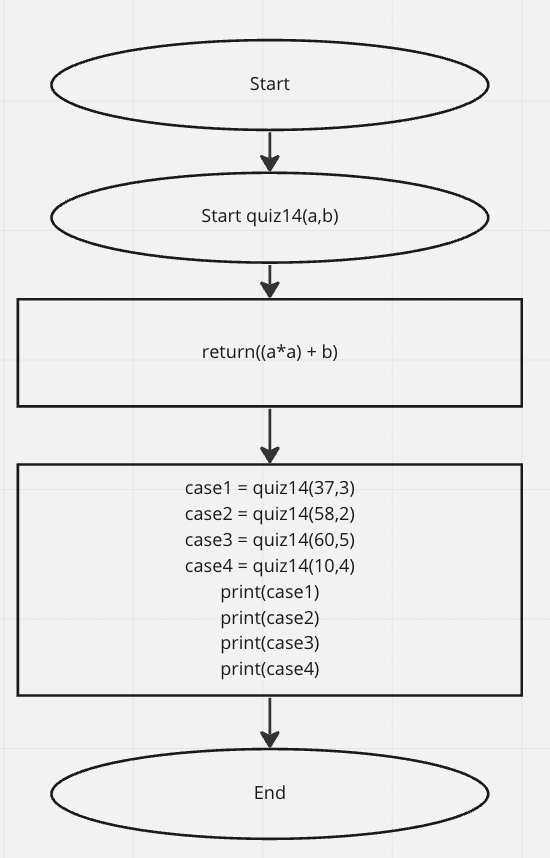 Start
Start quiz14(a,b)
return((a*a) + b)
case1 = quiz14(37,3)
case2 = quiz14(58,2)
case3 = quiz14(60,5)
case4 = quiz14(10,4)
print(case1)
print(case2)
print(case3)
print(case4)
End